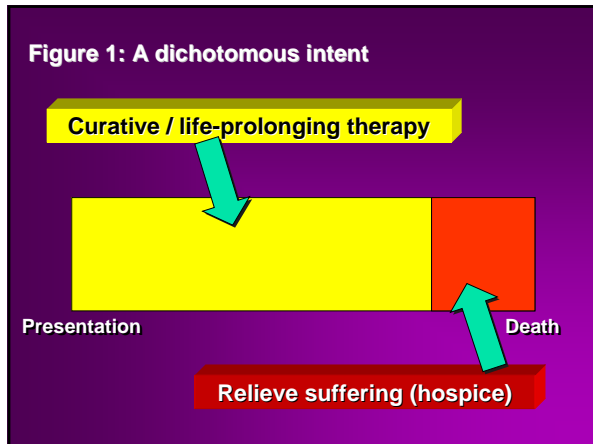 Figure 1: A dichotomous intent
Curative / life-prolonging therapy
Presentation
Death
Relieve suffering (hospice)